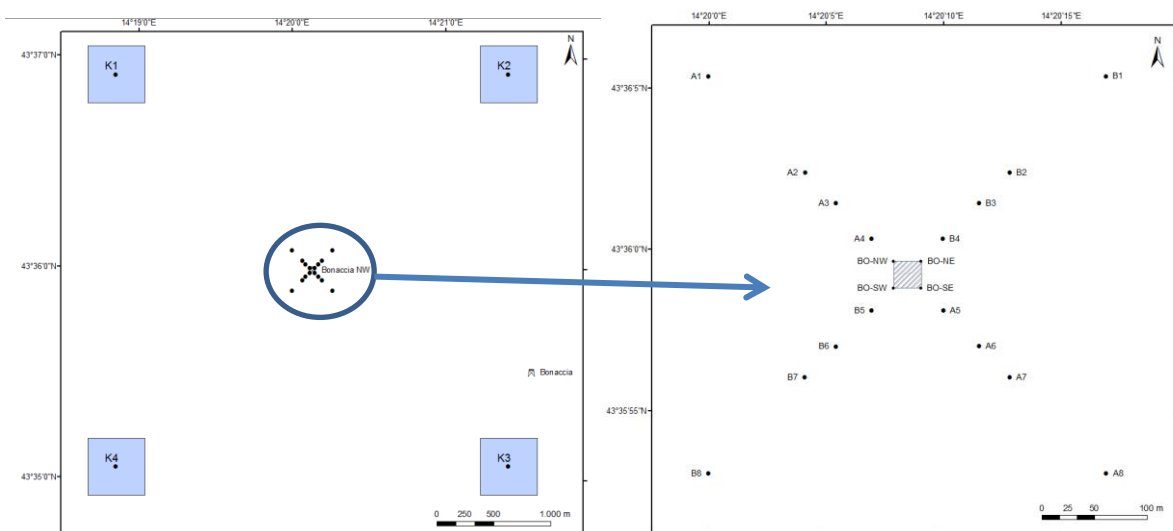 14°19'0"E 14°20'0"E 14°21'0"E
43°37'0"N
K1
K2
N
43°36'0"N
Bonaccia NW
Bonaccia
K4
K3
43°35'0"N
0 250 500 1.000 m
14°20'0"E 14°20'5"E 14°20'10"E 14°20'15"E
N
A1
B1
43°36'5"N
A2
B2
A3
B3
A4
B4
43°36'0"N
BO-NW
BO-NE
BO-SW
BO-SE
B5
A5
B6
A6
B7
A7
43°35'55"N
B8
A8
0 25 50 100 m